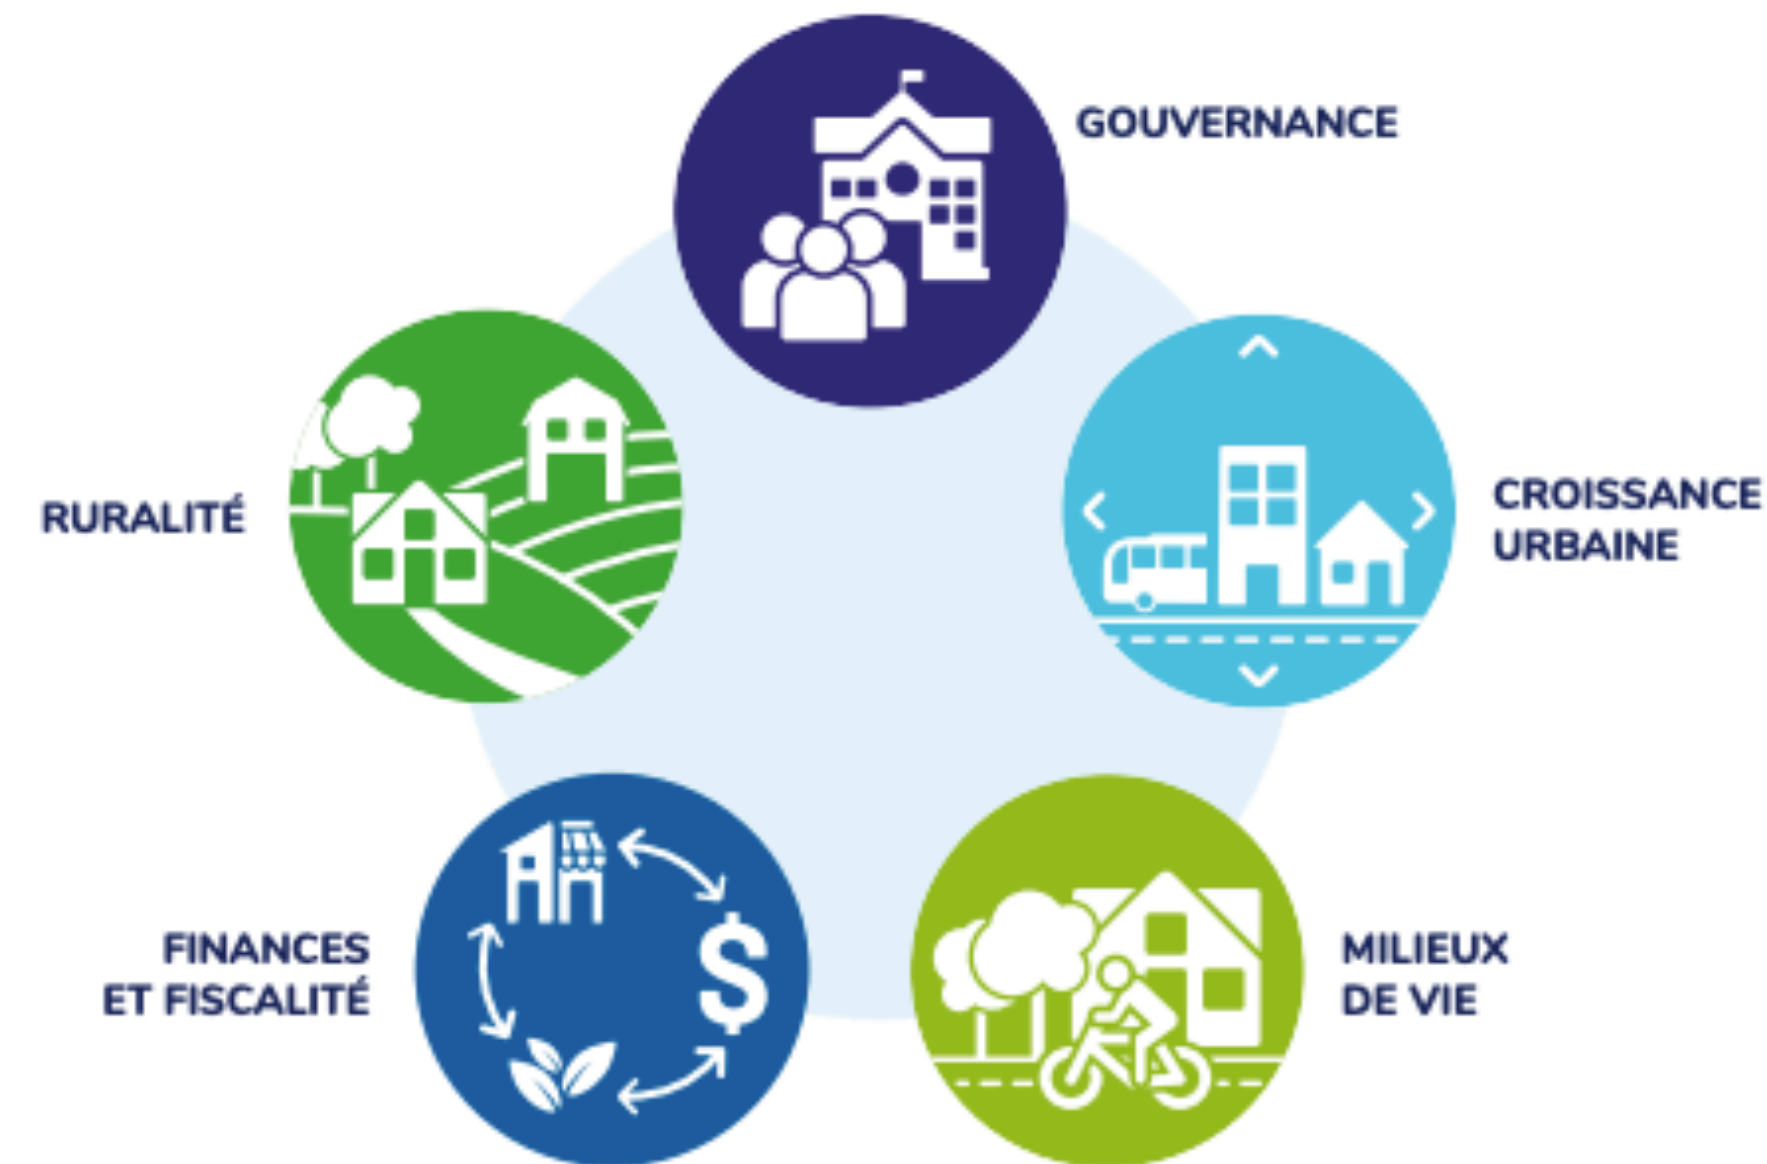 GOUVERNANCE
RURALITÉ
CROISSANCE
URBAINE
FINANCES
ET FISCALITÉ
MILIEUX
DE VIE
$